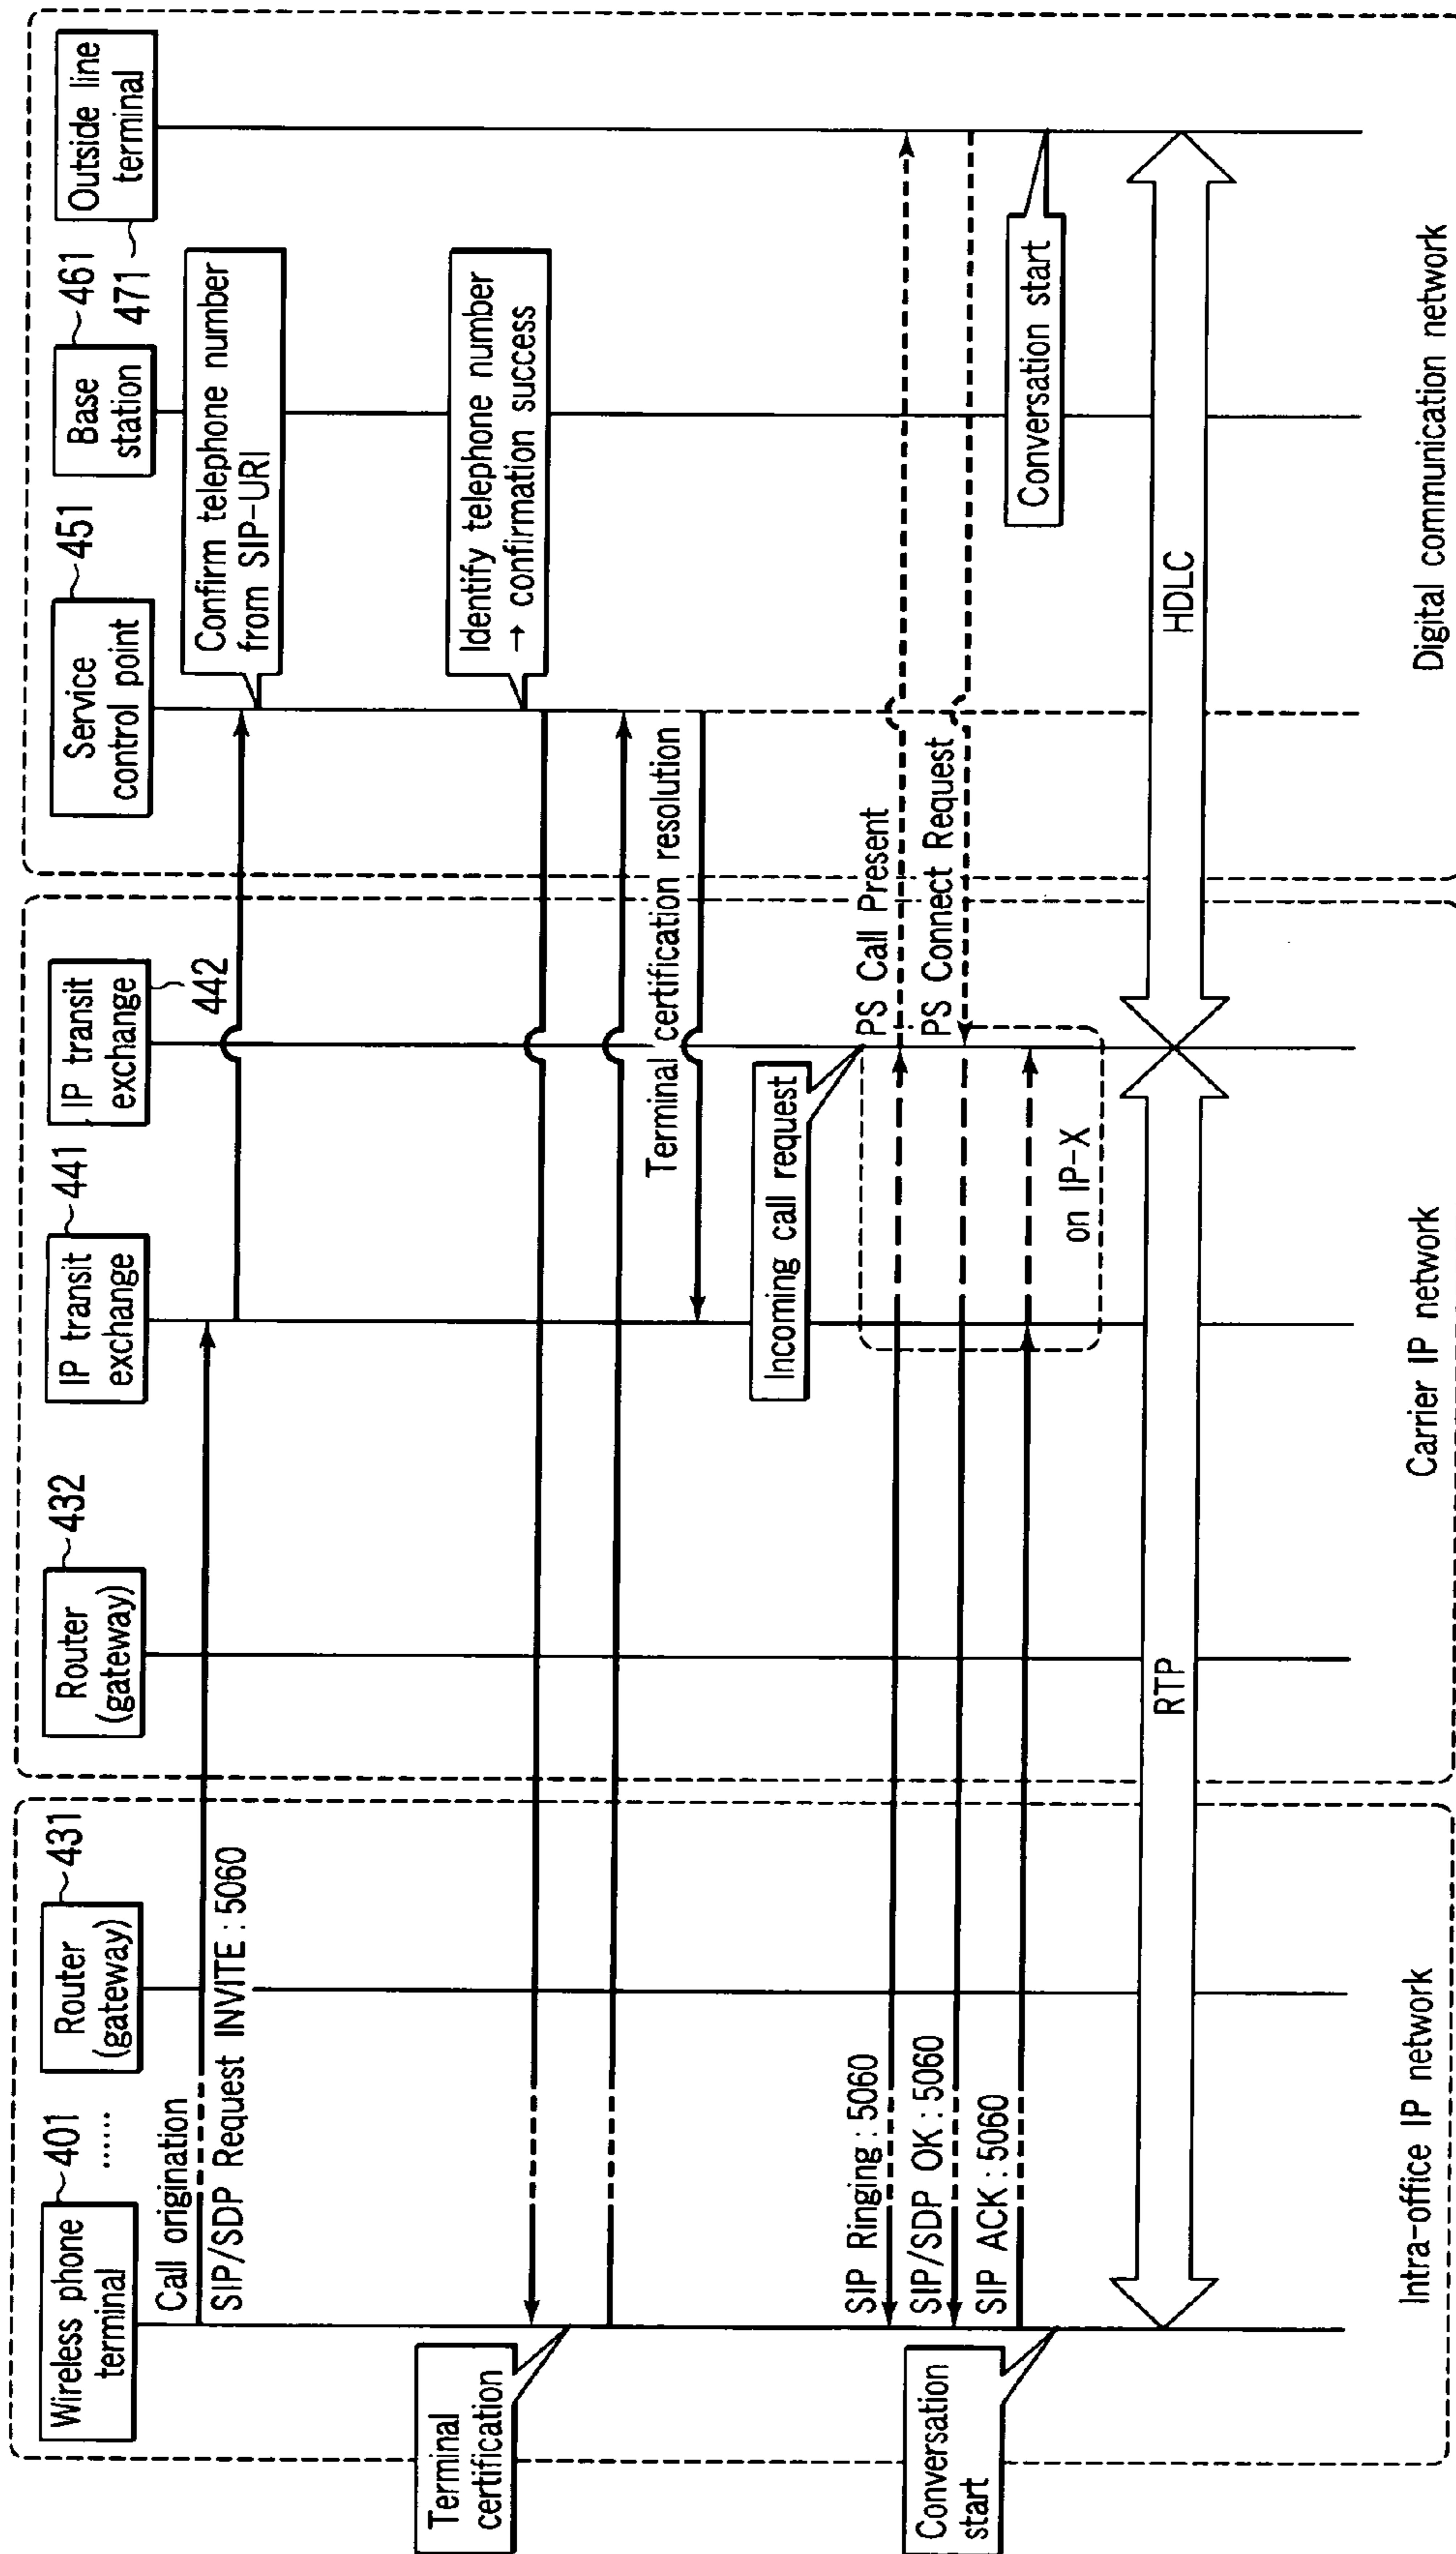 Wireless phone
terminal
401
......
Router
(gateway)
431
Router
(gateway)
432
IP transit
exchange
441
IP transit
exchange
442
Service
control point
451
Base
station
461
Outside line
terminal
471
Call origination
SIP/SDP Request INVITE : 5060
Confirm telephone number
from SIP-URI
Identify telephone number
→ confirmation success
Terminal
certification
Terminal certification resolution
Incoming call request
PS Call Present
SIP Ringing : 5060
PS Connect Request
SIP/SDP OK : 5060
SIP ACK : 5060
on IP-X
Conversation
start
Conversation start
RTP
HDLC
Intra-office IP network
Carrier IP network
Digital communication network